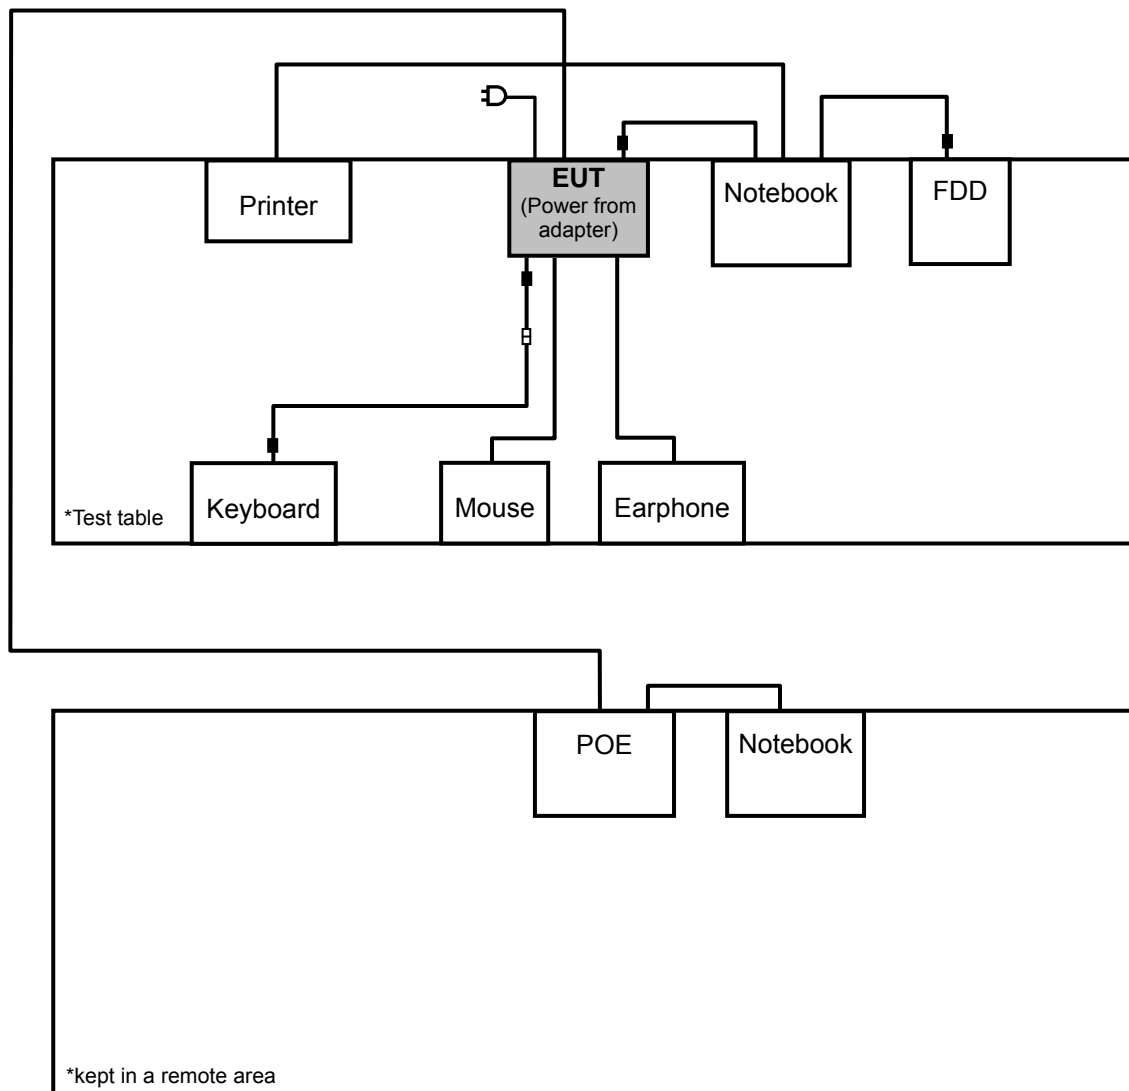 EUT
(Power from
adapter)
Printer
Notebook
FDD
Keyboard
Mouse
Earphone
*Test table
POE
Notebook
*kept in a remote area